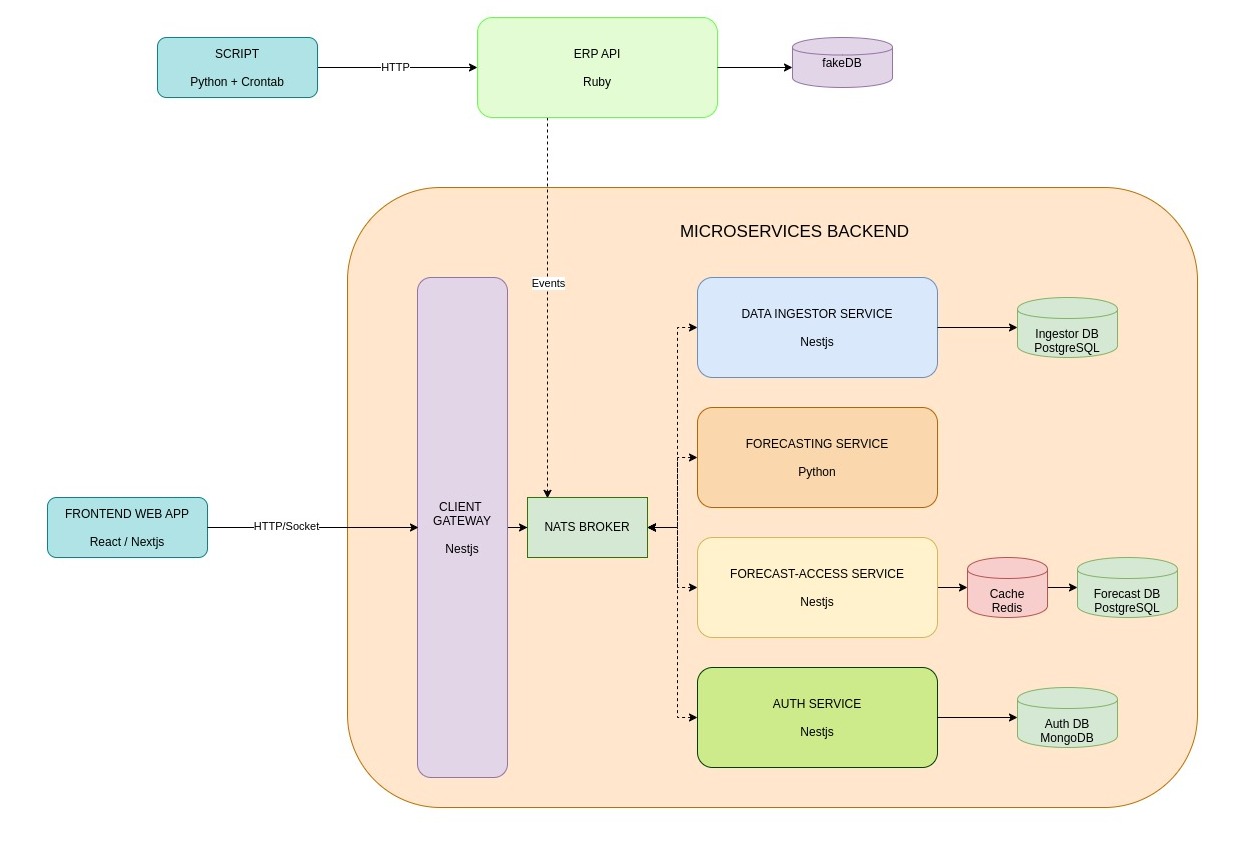 SCRIPT
Python + Crontab
HTTP
ERP API
Ruby
fakeDB
MICROSERVICES BACKEND
Events
DATA INGESTOR SERVICE
Nestjs
Ingestor DB
PostgreSQL
FORECASTING SERVICE
Python
FRONTEND WEB APP
React / Nextjs
HTTP/Socket
CLIENT
GATEWAY
Nestjs
NATS BROKER
FORECAST-ACCESS SERVICE
Nestjs
Cache
Redis
Forecast DB
PostgreSQL
AUTH SERVICE
Nestjs
Auth DB
MongoDB